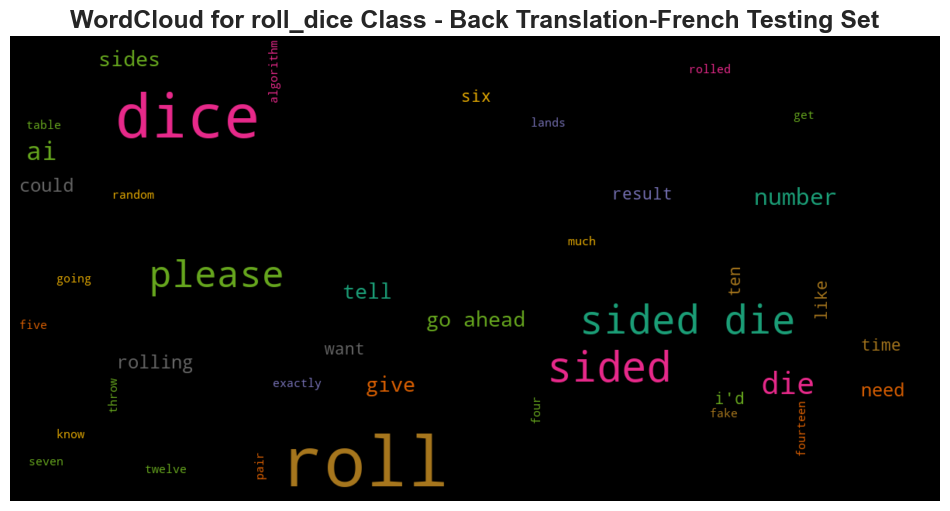 WordCloud for roll_dice Class - Back Translation-French Testing Set
sides
algorithm
rolled
dice
six
get
table
lands
ai
could
random
result
number
much
please
going
tell
ten
like
five
go ahead
sided die
rolling
want
time
sided
throw
exactly
give
die
need
i'd
four
fake
fourteen
know
roll
seven
twelve
pair